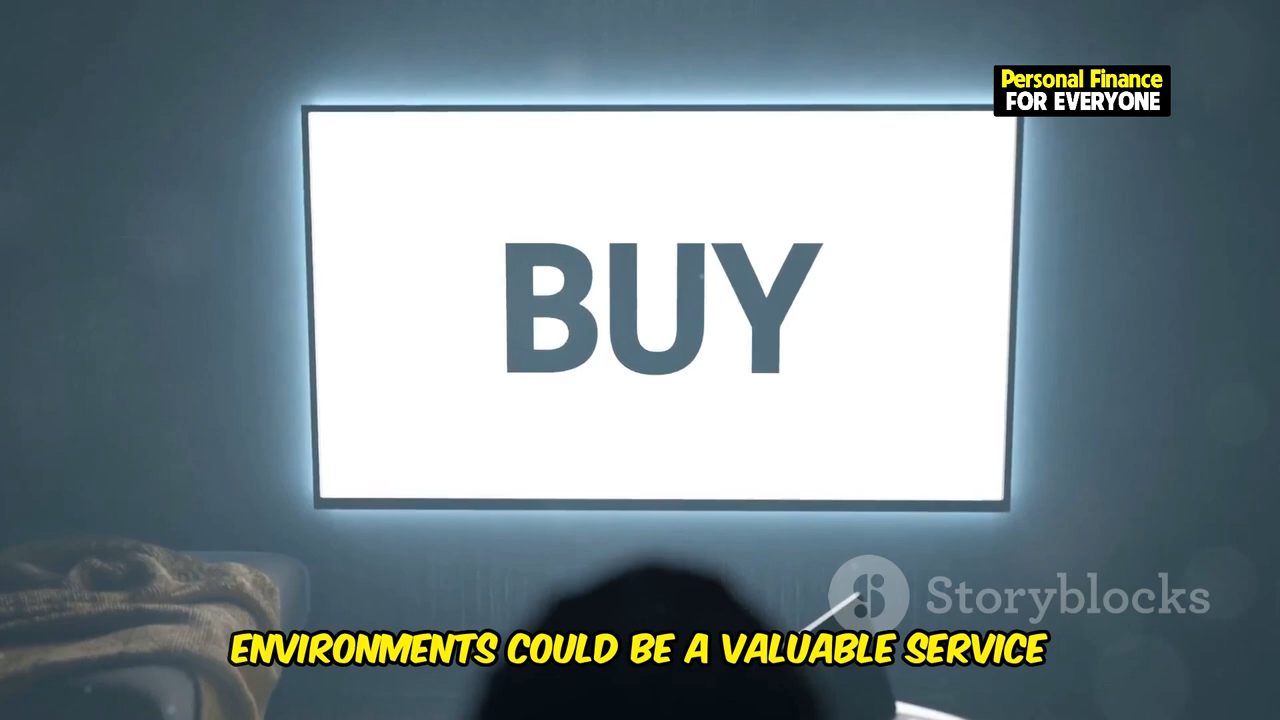 Personal Finance
FOR EVERYONE
BUY
Storyblocks
ENVIRONMENTS COULD BE A VALUABLE SERVICE